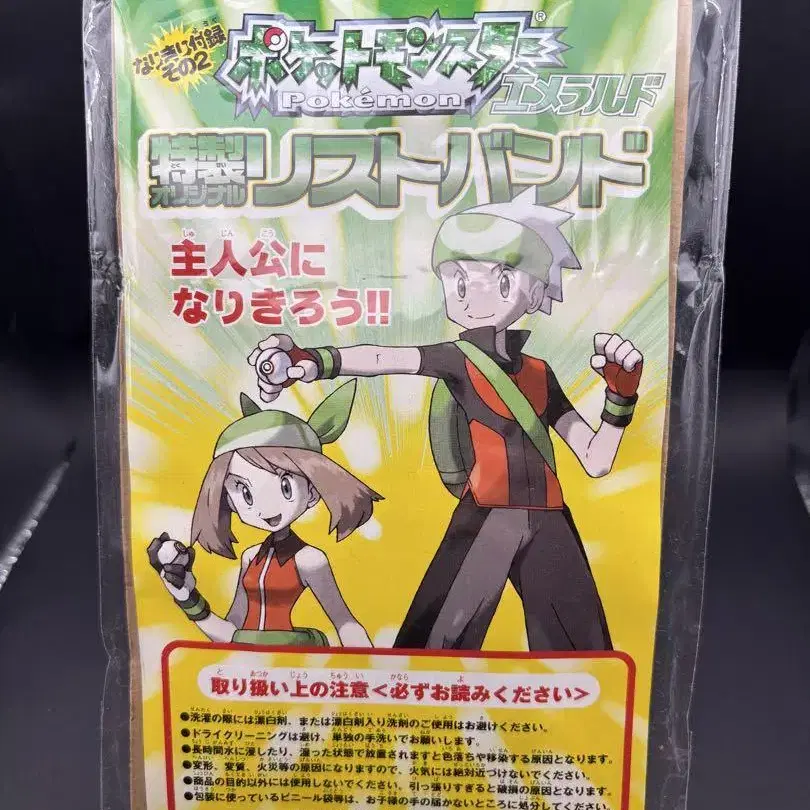 なりきり付録
その2
ポケットモンスター®
Pokémon
エメラルド
特製
オリジナル
リストバンド
主人公に
なりきろう!!
取り扱い上の注意<必ずお読みください>
●洗濯の際には漂白剤、または漂白剤入り洗剤のご使用はお避けください。
●ドライクリーニングは避け、単独の手洗いでお願いします。
●長時間水に浸したり、湿った状態で放置されますと色落ちや移染する原因となります。
●変形、変質、火災等の原因になりますので、火気には絶対近づけないでください。
●商品の目的以外には使用しないでください。引っ張りすぎると破損の原因となります。
●包装に使っているビニール袋等は、お子様の手の届かないところに処分してください。